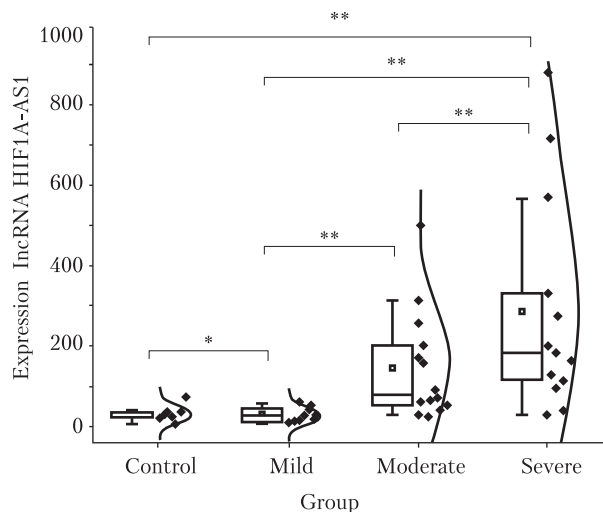 Expression lncRNA HIF1A-AS1
1000
800
600
400
200
0
**
**
**
**
*
Control
Mild
Moderate
Severe
Group